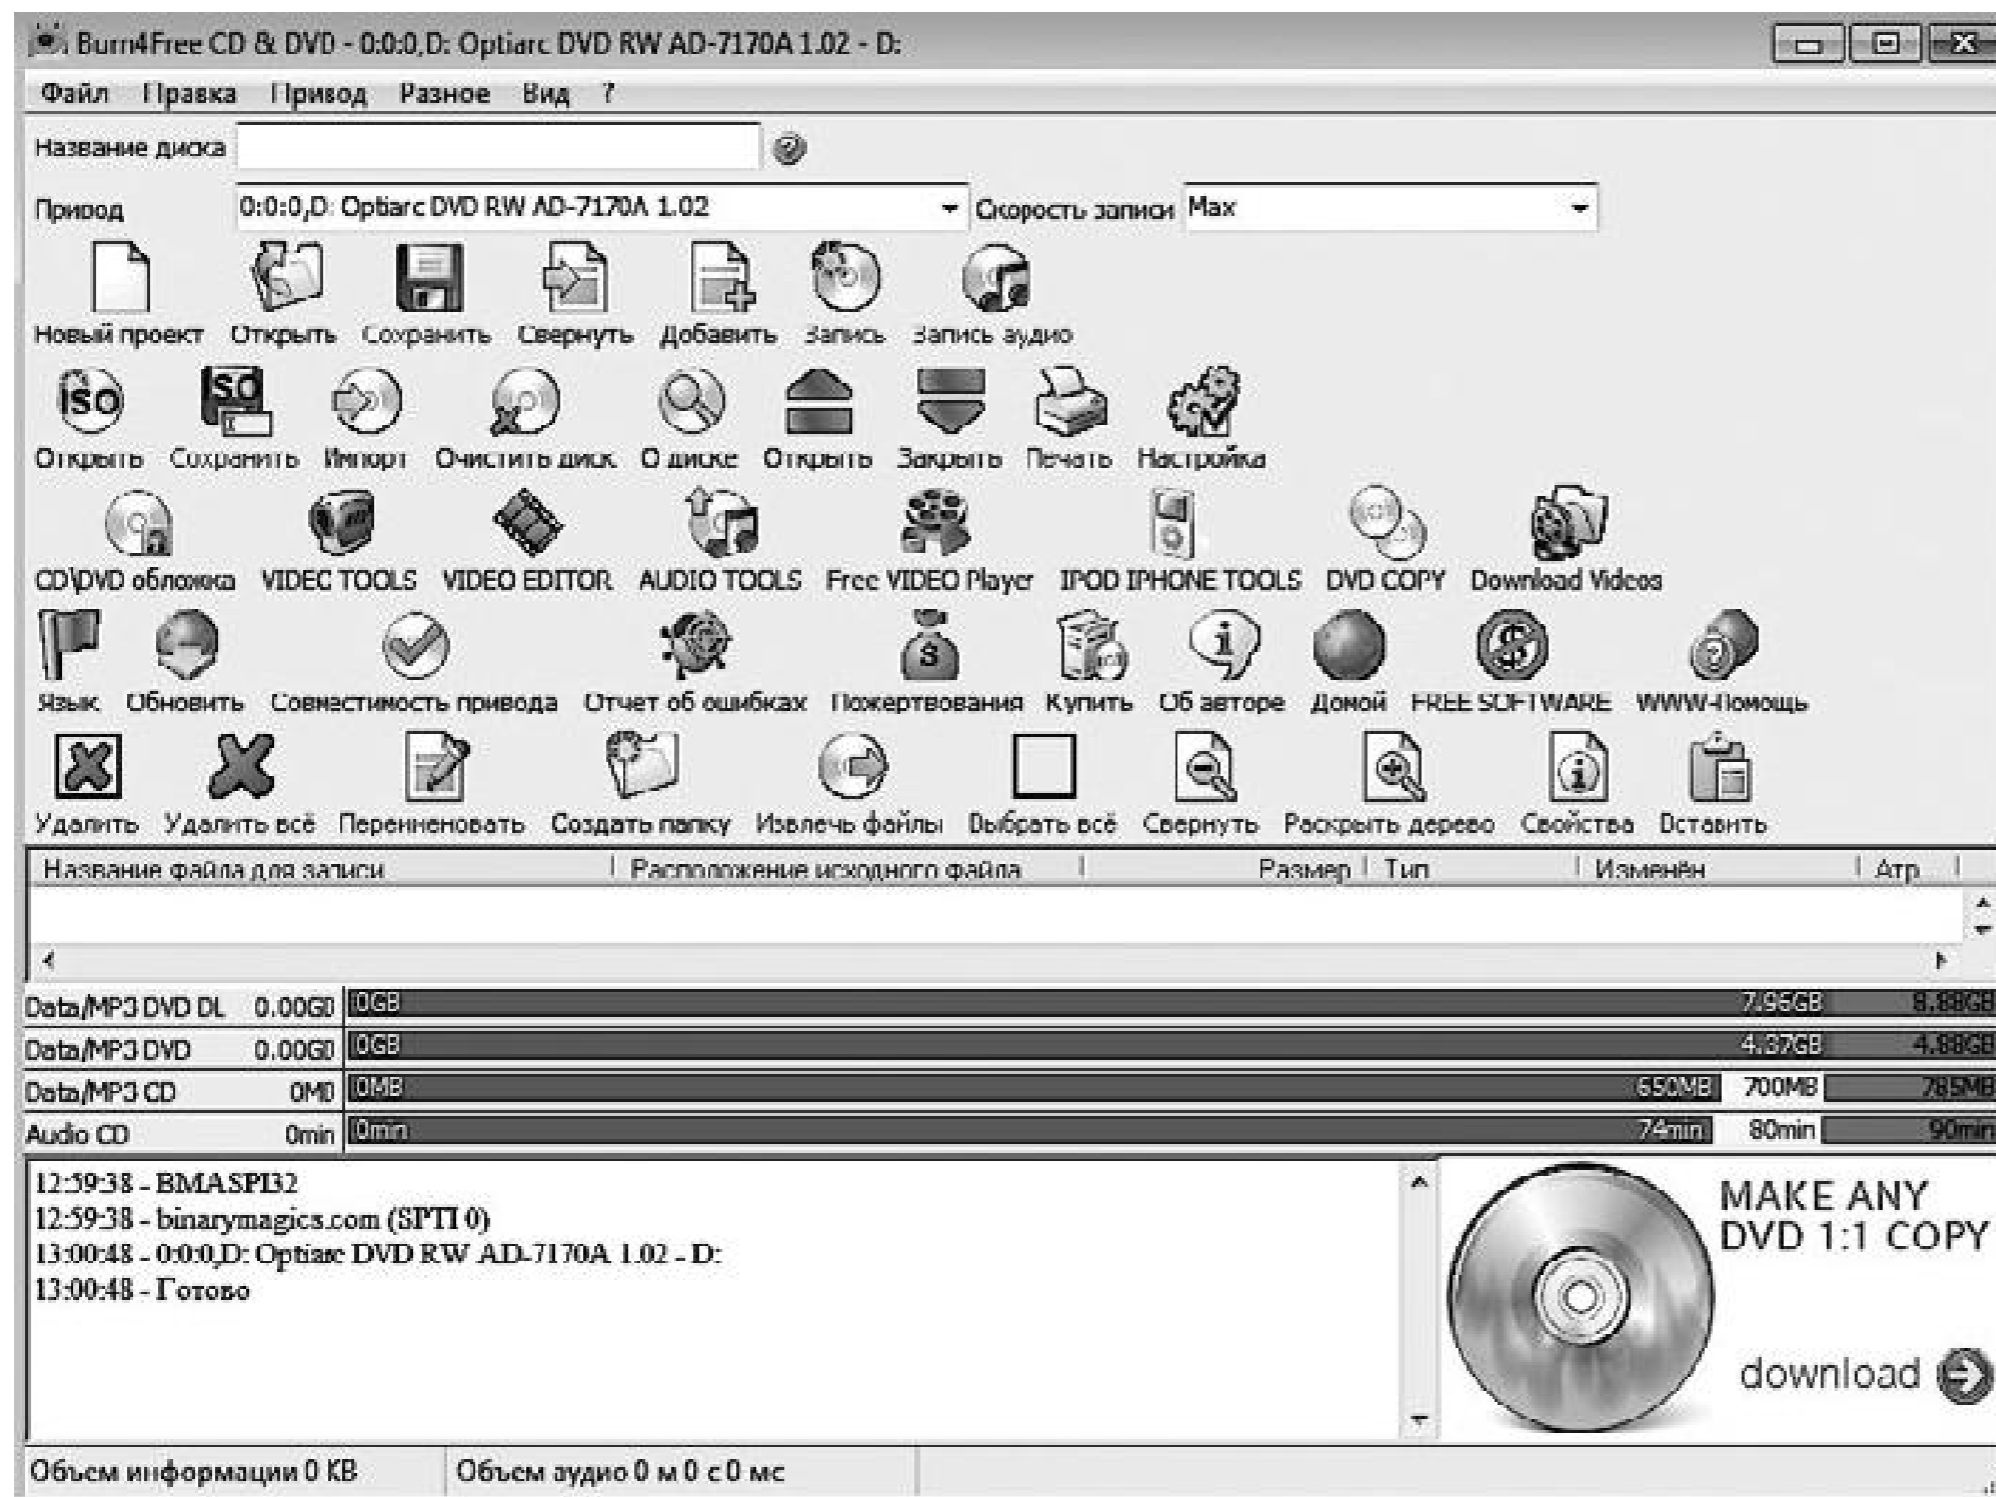 Burn4Free CD & DVD - 0:0:0,D: Optiarc DVD RW AD-7170A 1.02 - D:
Файл Правка Привод Разное Вид ?
Название диска
Привод 0:0:0,D: Optiarc DVD RW AD-7170A 1.02 Скорость записи Max
Новый проект Открыть Сохранить Свернуть Добавить Запись Запись аудио
ISO ISO
Открыть Сохранить Импорт Очистить диск О диске Открыть Закрыть Печать Настройка
CD\DVD обложка VIDEO TOOLS VIDEO EDITOR AUDIO TOOLS Free VIDEO Player IPOD IPHONE TOOLS DVD COPY Download Videos
Язык Обновить Совместимость привода Отчет об ошибках Пожертвования Купить Об авторе Домой FREE SOFTWARE WWW-Помощь
Удалить Удалить всё Переименовать Создать папку Извлечь файлы Выбрать всё Свернуть Раскрыть дерево Свойства Вставить
Название файла для записи Расположение исходного файла Размер Тип Изменён Атр
Data/MP3 DVD DL 0.00GB 0GB 7.95GB 8.88GB
Data/MP3 DVD 0.00GB 0GB 4.37GB 4.88GB
Data/MP3 CD 0MB 0MB 650MB 700MB 785MB
Audio CD 0min 0min 74min 80min 90min
12:59:38 - BMASPI32
12:59:38 - binarymagics.com (SPTI 0)
13:00:48 - 0:0:0,D: Optiarc DVD RW AD-7170A 1.02 - D:
13:00:48 - Готово
MAKE ANY
DVD 1:1 COPY
download
Объем информации 0 KB Объем аудио 0 м 0 с 0 мс